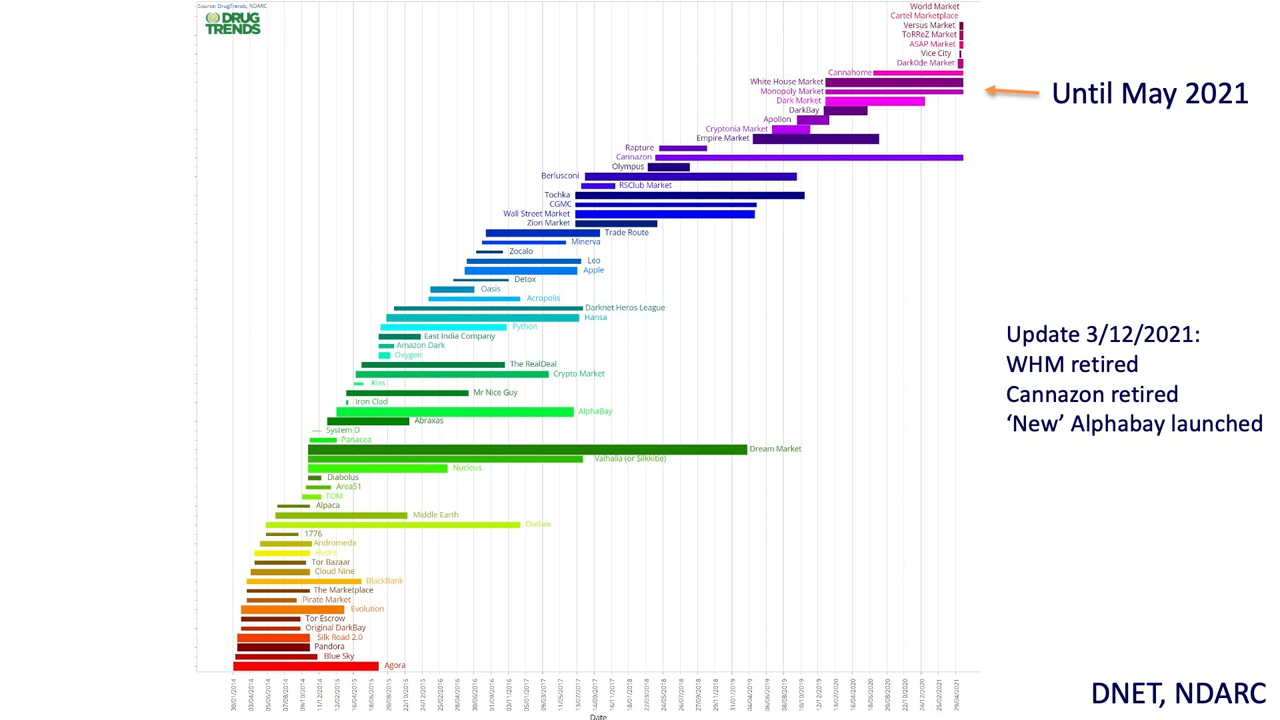 Source: DrugTrends, NDARC
DRUG
TRENDS
World Market
Cartel Marketplace
Versus Market
ToRReZ Market
ASAP Market
Vice City
Dark0de Market
Cannahome
White House Market
Monopoly Market
Dark Market
DarkBay
Apollon
Cryptonia Market
Empire Market
Rapture
Cannazon
Olympus
Berlusconi
RSClub Market
Tochka
CGMC
Wall Street Market
Zion Market
Trade Route
Minerva
Zocalo
Leo
Apple
Detox
Oasis
Acropolis
Darknet Heros League
Hansa
Python
East India Company
Amazon Dark
Oxygen
The RealDeal
Crypto Market
Kiss
Mr Nice Guy
Iron Clad
AlphaBay
Abraxas
System D
Panacea
Dream Market
Valhalla (or Silkkitie)
Nucleus
Diabolus
Area51
TOM
Alpaca
Middle Earth
Outlaw
1776
Andromeda
Hydra
Tor Bazaar
Cloud Nine
BlackBank
The Marketplace
Pirate Market
Evolution
Tor Escrow
Original DarkBay
Silk Road 2.0
Pandora
Blue Sky
Agora
Date
Until May 2021
Update 3/12/2021:
WHM retired
Cannazon retired
‘New’ Alphabay launched
DNET, NDARC